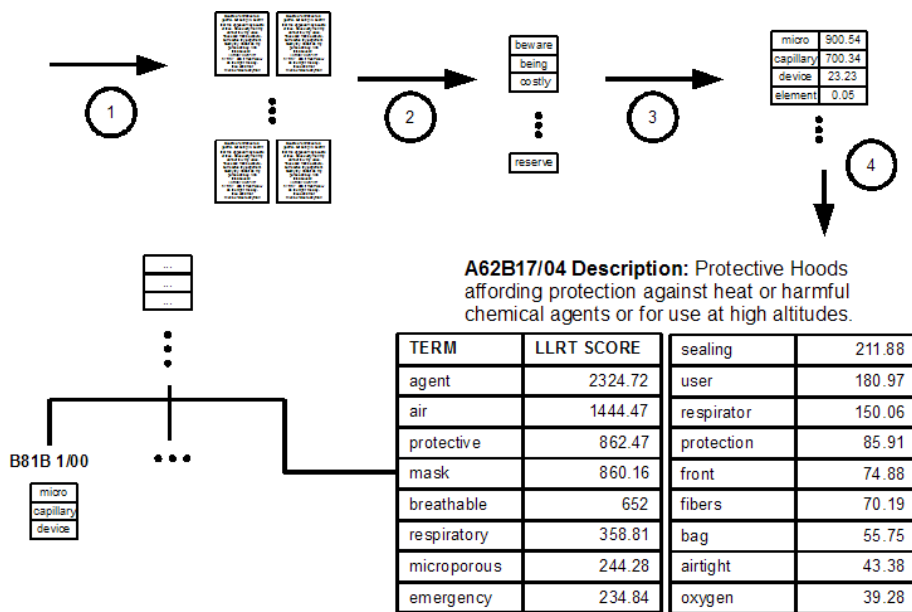 1
2
beware
being
costly
reserve
3
micro 900.54
capillary 700.34
device 23.23
element 0.05
4
...
...
...
A62B17/04 Description: Protective Hoods
affording protection against heat or harmful
chemical agents or for use at high altitudes.
TERM LLRT SCORE
agent 2324.72
air 1444.47
protective 862.47
mask 860.16
breathable 652
respiratory 358.81
microporous 244.28
emergency 234.84
sealing 211.88
user 180.97
respirator 150.06
protection 85.91
front 74.88
fibers 70.19
bag 55.75
airtight 43.38
oxygen 39.28
B81B 1/00
micro
capillary
device